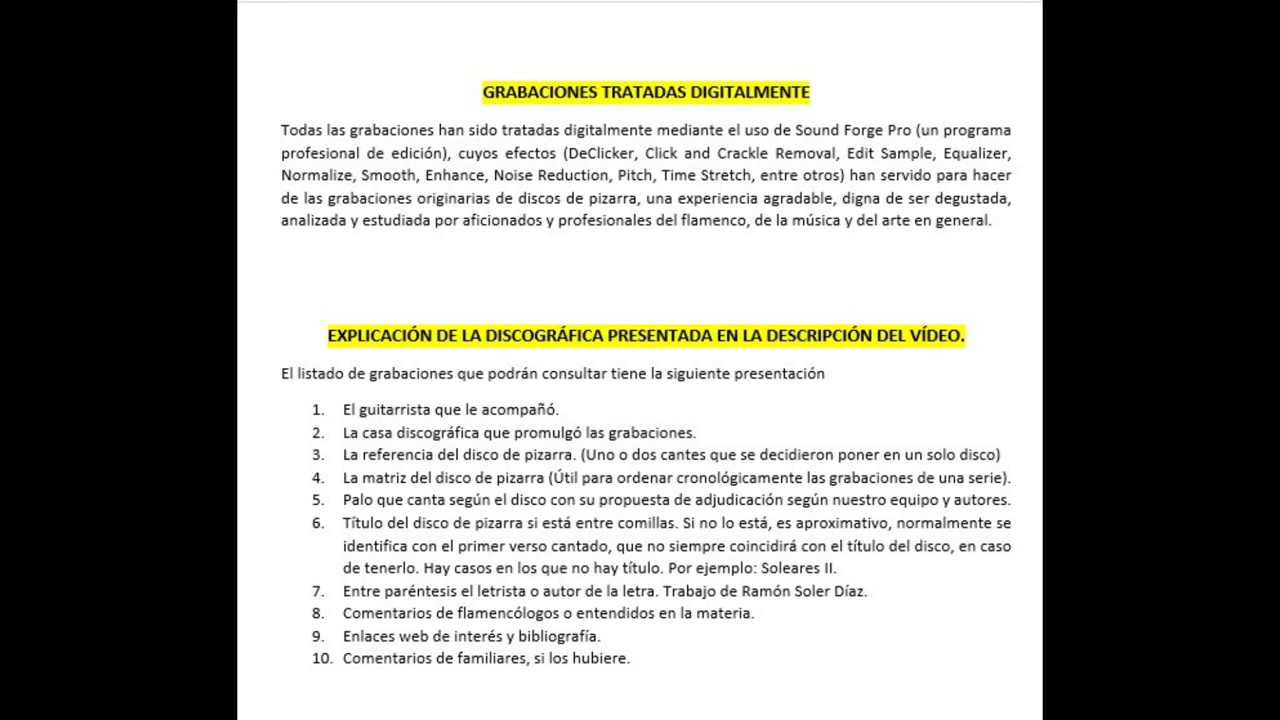 GRABACIONES TRATADAS DIGITALMENTE
Todas las grabaciones han sido tratadas digitalmente mediante el uso de Sound Forge Pro (un programa
profesional de edición), cuyos efectos (DeClicker, Click and Crackle Removal, Edit Sample, Equalizer,
Normalize, Smooth, Enhance, Noise Reduction, Pitch, Time Stretch, entre otros) han servido para hacer
de las grabaciones originarias de discos de pizarra, una experiencia agradable, digna de ser degustada,
analizada y estudiada por aficionados y profesionales del flamenco, de la música y del arte en general.
EXPLICACIÓN DE LA DISCOGRÁFICA PRESENTADA EN LA DESCRIPCIÓN DEL VÍDEO.
El listado de grabaciones que podrán consultar tiene la siguiente presentación
1. El guitarrista que le acompañó.
2. La casa discográfica que promulgó las grabaciones.
3. La referencia del disco de pizarra. (Uno o dos cantes que se decidieron poner en un solo disco)
4. La matriz del disco de pizarra (Útil para ordenar cronológicamente las grabaciones de una serie).
5. Palo que canta según el disco con su propuesta de adjudicación según nuestro equipo y autores.
6. Título del disco de pizarra si está entre comillas. Si no lo está, es aproximativo, normalmente se
identifica con el primer verso cantado, que no siempre coincidirá con el título del disco, en caso
de tenerlo. Hay casos en los que no hay título. Por ejemplo: Soleares II.
7. Entre paréntesis el letrista o autor de la letra. Trabajo de Ramón Soler Díaz.
8. Comentarios de flamencólogos o entendidos en la materia.
9. Enlaces web de interés y bibliografía.
10. Comentarios de familiares, si los hubiere.